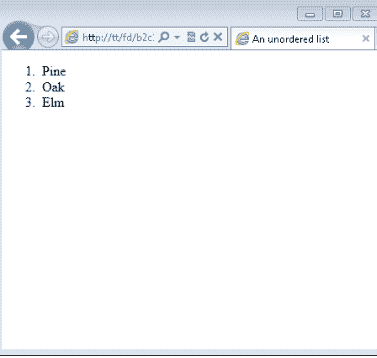 http://tt/fd/b2c
An unordered list
1. Pine
2. Oak
3. Elm